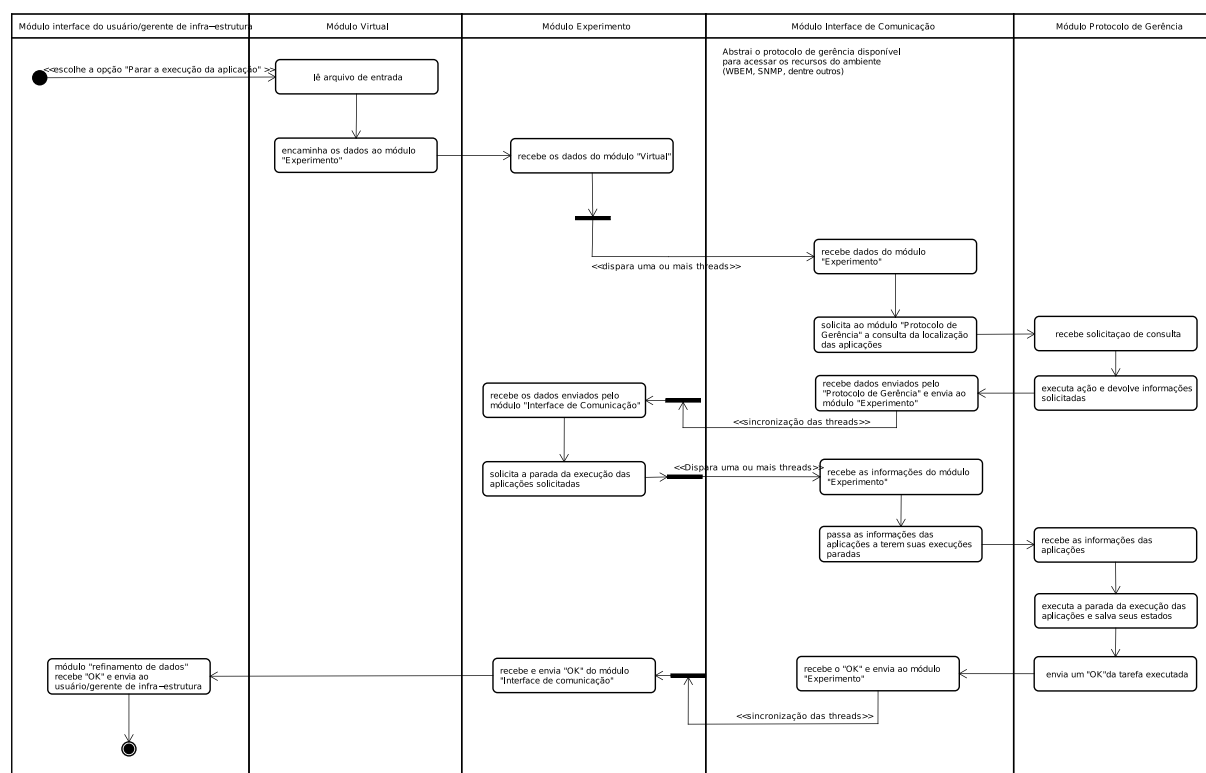 Módulo interface do usuário/gerente de infra−estrutura
Módulo Virtual
Módulo Experimento
Módulo Interface de Comunicação
Módulo Protocolo de Gerência
Abstrai o protocolo de gerência disponível
para acessar os recursos do ambiente
(WBEM, SNMP, dentre outros)
<<escolhe a opção "Parar a execução da aplicação" >>
lê arquivo de entrada
encaminha os dados ao módulo
"Experimento"
recebe os dados do módulo "Virtual"
<<dispara uma ou mais threads>>
recebe dados do módulo
"Experimento"
solicita ao módulo "Protocolo de
Gerência" a consulta da localização
das aplicações
recebe solicitaçao de consulta
executa ação e devolve informações
solicitadas
recebe dados enviados pelo
"Protocolo de Gerência" e envia ao
módulo "Experimento"
<<sincronização das threads>>
recebe os dados enviados pelo
módulo "Interface de Comunicação"
solicita a parada da execução das
aplicações solicitadas
<<Dispara uma ou mais threads>>
recebe as informações do módulo
"Experimento"
passa as informações das
aplicações a terem suas execuções
paradas
recebe as informações das
aplicações
executa a parada da execução das
aplicações e salva seus estados
envia um "OK"da tarefa executada
recebe o "OK" e envia ao módulo
"Experimento"
<<sincronização das threads>>
recebe e envia "OK" do módulo
"Interface de comunicação"
módulo "refinamento de dados"
recebe "OK" e envia ao
usuário/gerente de infra−estrutura